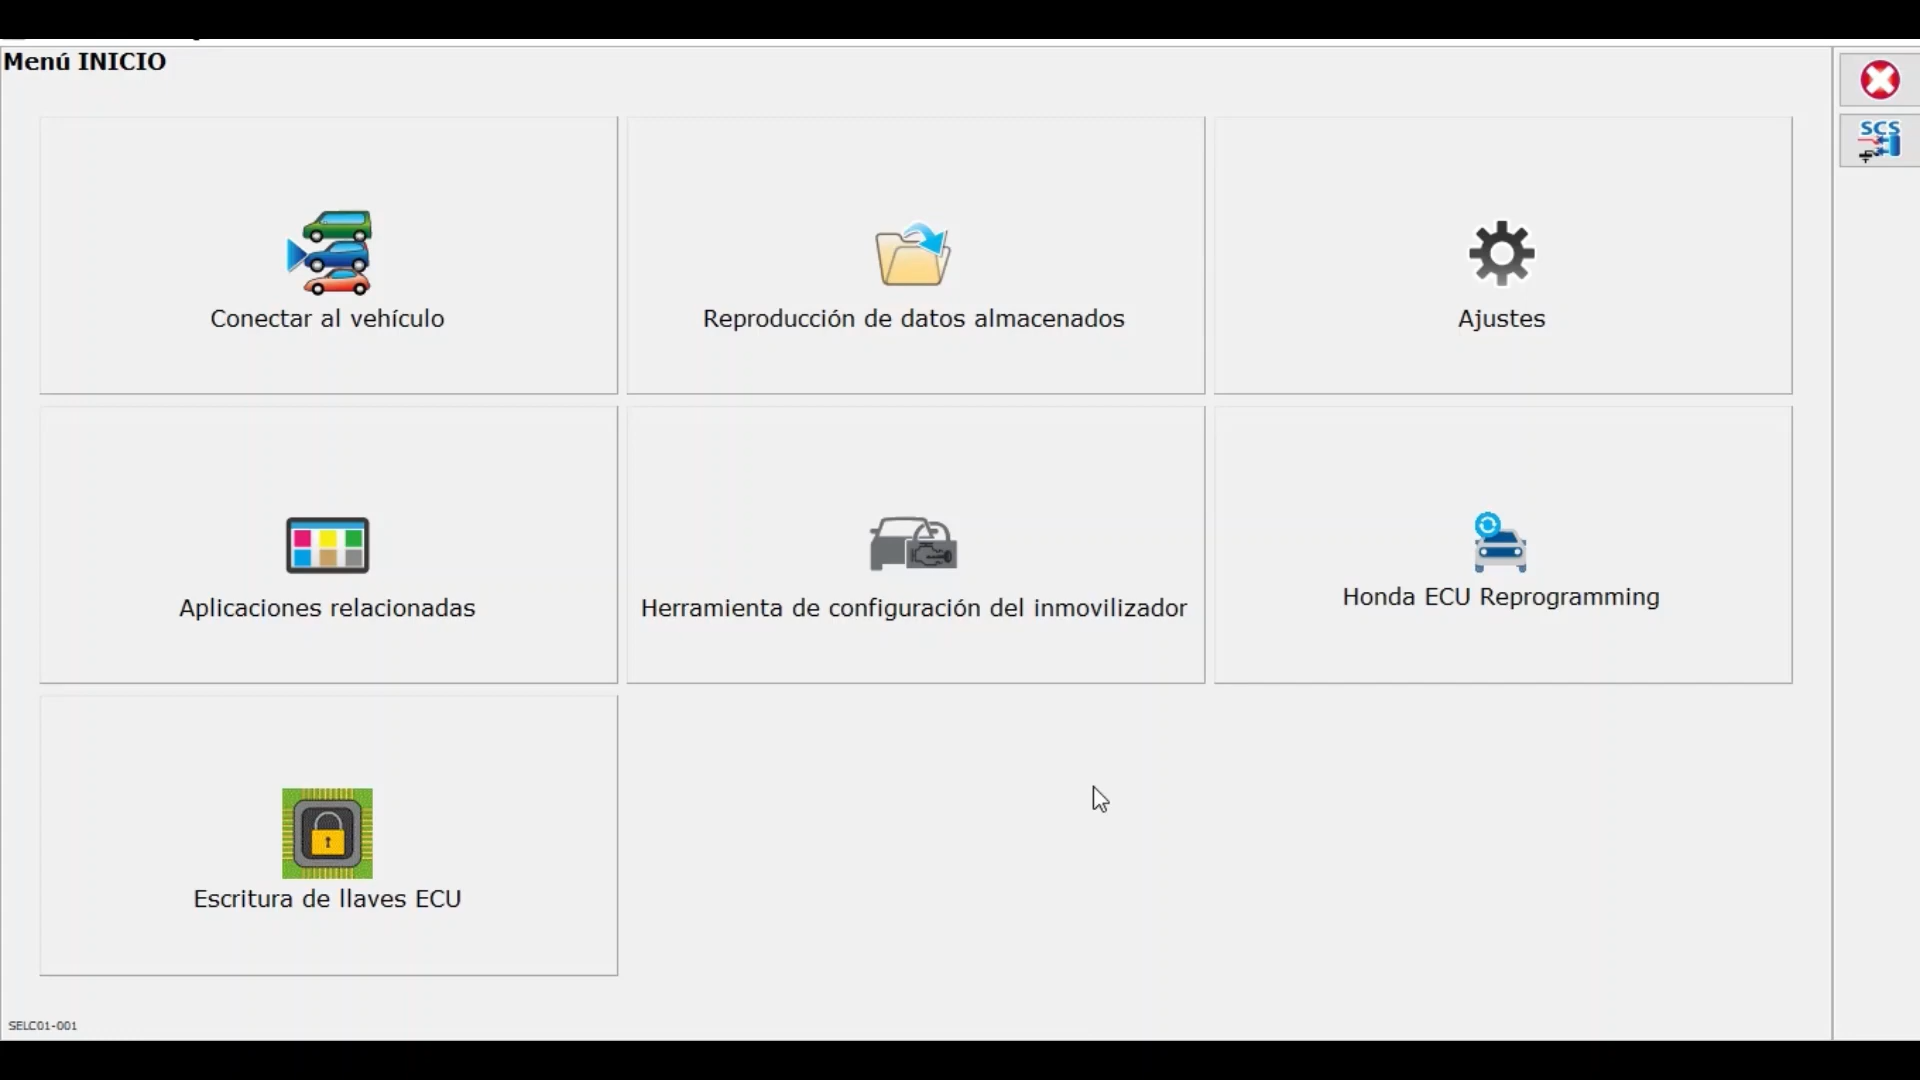 Menú INICIO
SCS
Conectar al vehículo
Reproducción de datos almacenados
Ajustes
Aplicaciones relacionadas
Herramienta de configuración del inmovilizador
Honda ECU Reprogramming
Escritura de llaves ECU
SELC01-001